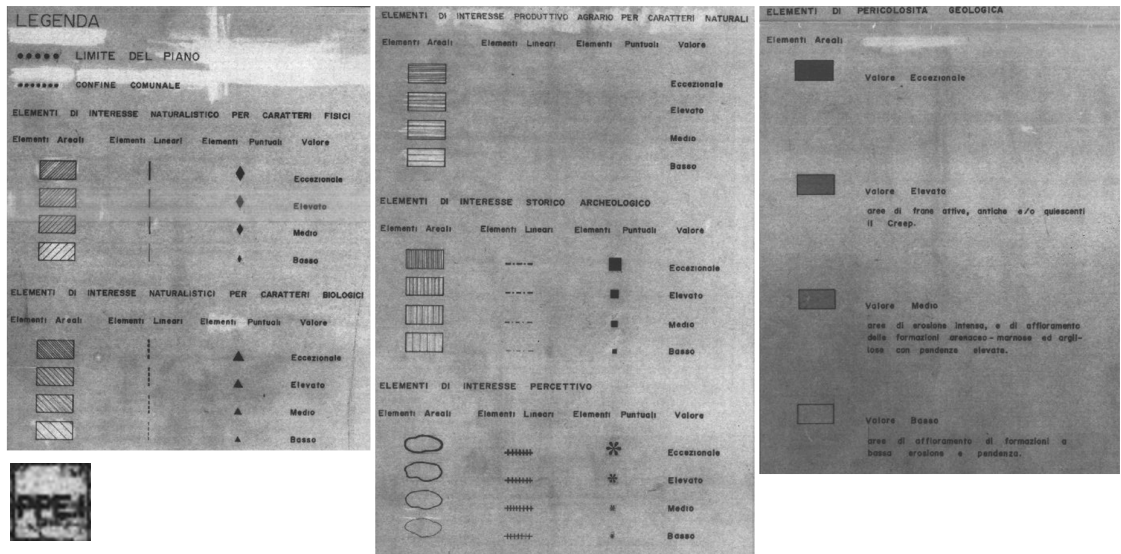 LEGENDA
LIMITE DEL PIANO
CONFINE COMUNALE
ELEMENTI DI INTERESSE NATURALISTICO PER CARATTERI FISICI
Elementi Areali Elementi Lineari Elementi Puntuali Valore
Eccezionale
Elevato
Medio
Basso
ELEMENTI DI INTERESSE NATURALISTICI PER CARATTERI BIOLOGICI
Elementi Areali Elementi Lineari Elementi Puntuali Valore
Eccezionale
Elevato
Medio
Basso
PPE.I
ELEMENTI DI INTERESSE PRODUTTIVO AGRARIO PER CARATTERI NATURALI
Elementi Areali Elementi Lineari Elementi Puntuali Valore
Eccezionale
Elevato
Medio
Basso
ELEMENTI DI INTERESSE STORICO ARCHEOLOGICO
Elementi Areali Elementi Lineari Elementi Puntuali Valore
Eccezionale
Elevato
Medio
Basso
ELEMENTI DI INTERESSE PERCETTIVO
Elementi Areali Elementi Lineari Elementi Puntuali Valore
Eccezionale
Elevato
Medio
Basso
ELEMENTI DI PERICOLOSITA GEOLOGICA
Elementi Areali
Valore Eccezionale
Valore Elevato
aree di frane attive, antiche e/o quiescenti
il Creep.
Valore Medio
aree di erosione intensa, e di affioramento
delle formazioni arenaceo-marnose ed argil-
lose con pendenze elevate.
Valore Basso
aree di affioramento di formazioni a
bassa erosione e pendenza.